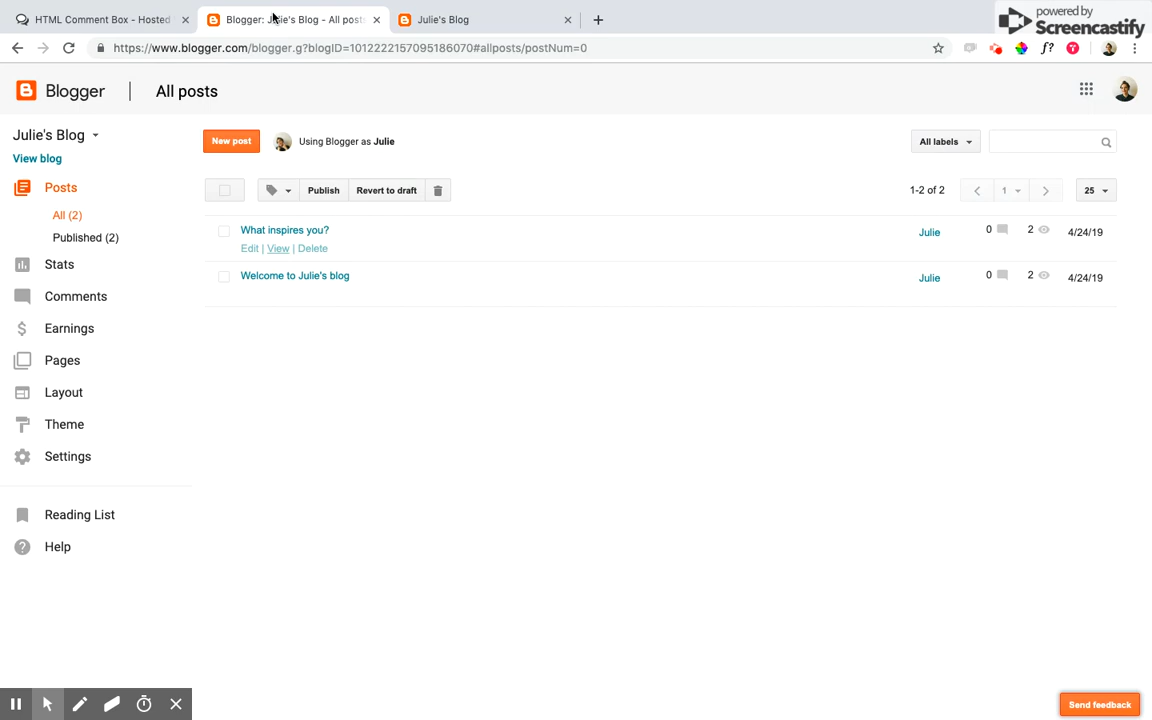 HTML Comment Box - Hosted
Blogger: Julie's Blog - All post
Julie's Blog
powered by
Screencastify
https://www.blogger.com/blogger.g?blogID=1012222157095186070#allposts/postNum=0
f?
Blogger | All posts
Julie's Blog
View blog
New post
Using Blogger as Julie
All labels
Posts
All (2)
Published (2)
Publish
Revert to draft
1-2 of 2
1
25
What inspires you?
Edit | View | Delete
Julie
0
2
4/24/19
Welcome to Julie's blog
Julie
0
2
4/24/19
Stats
Comments
Earnings
Pages
Layout
Theme
Settings
Reading List
Help
Send feedback